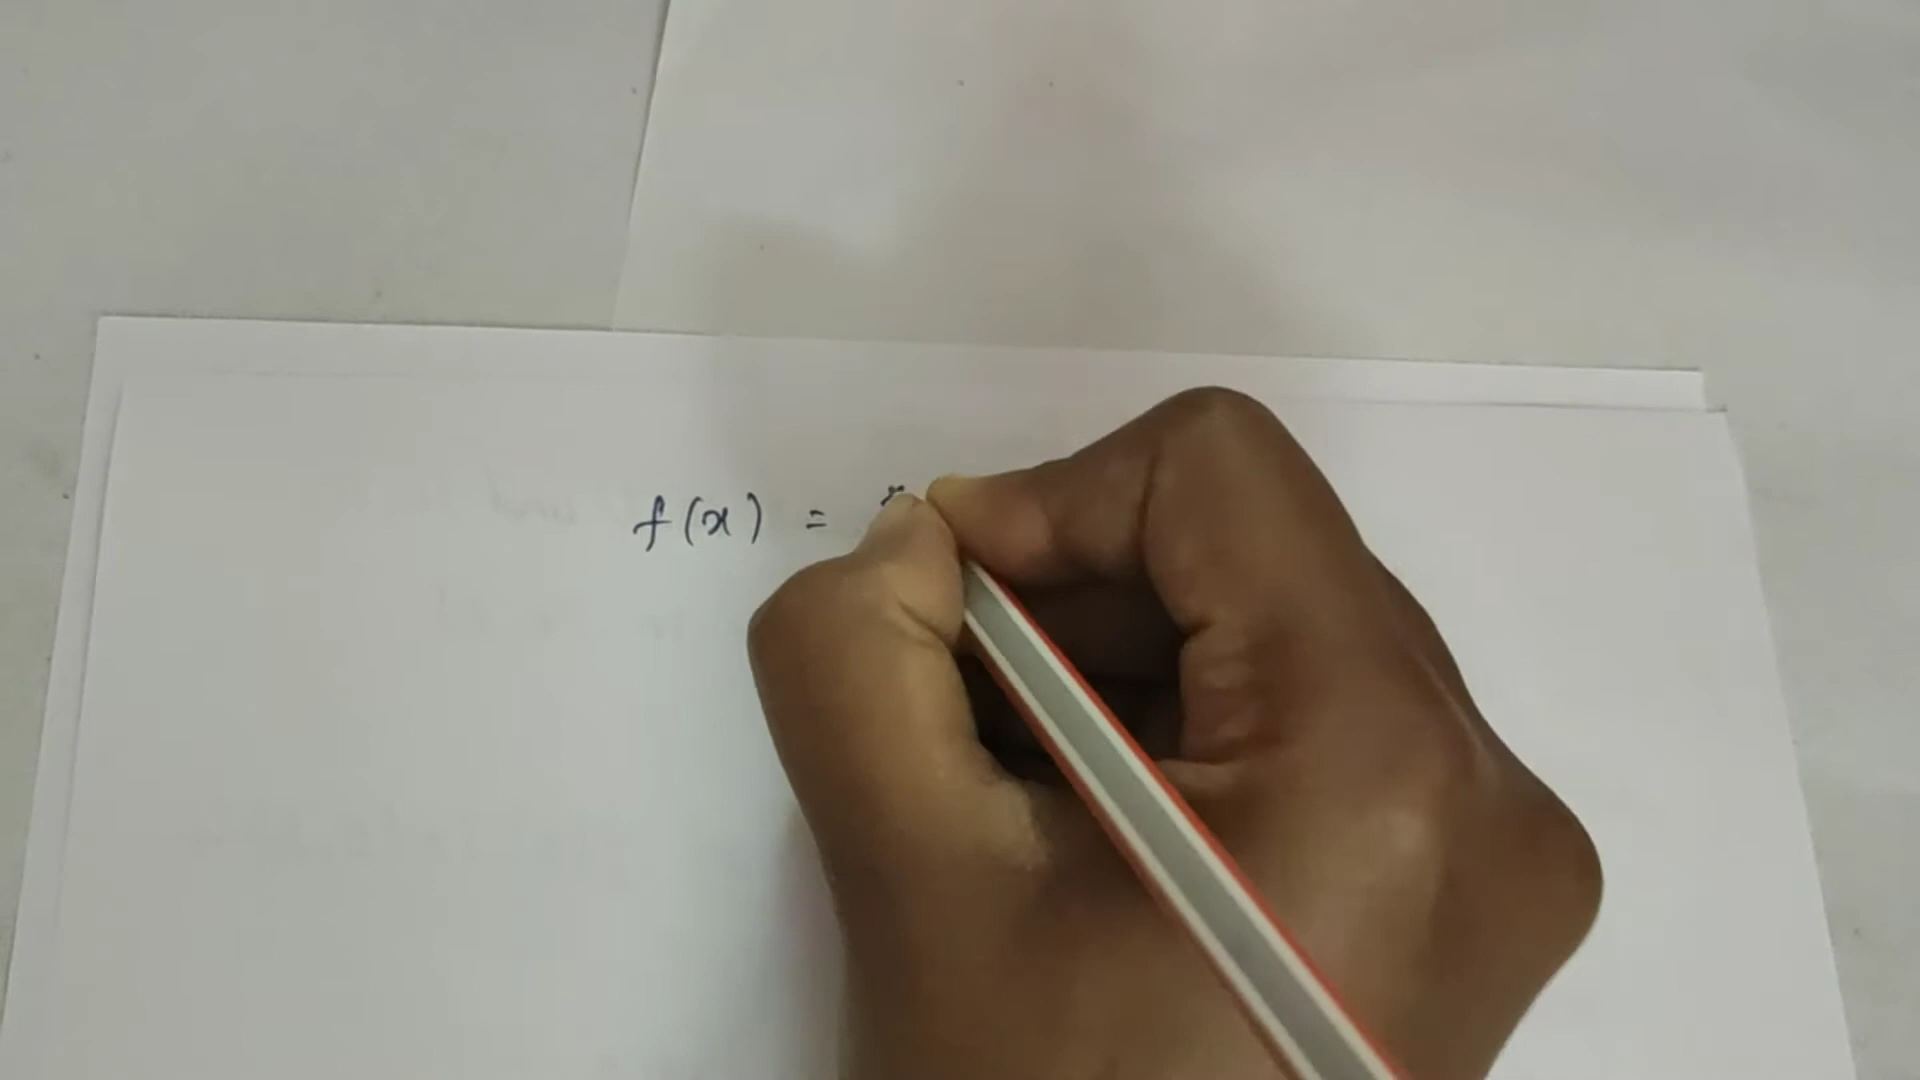 f(x) =